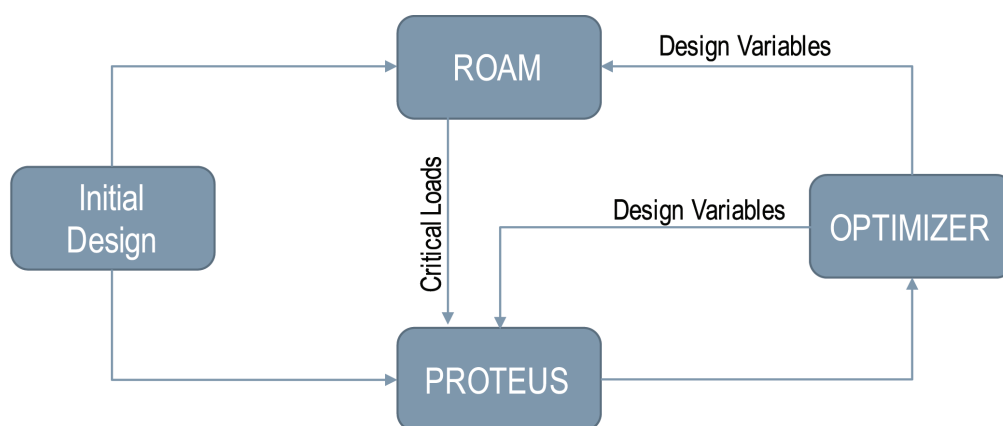 ROAM
Design Variables
Initial
Design
Critical Loads
Design Variables
OPTIMIZER
PROTEUS